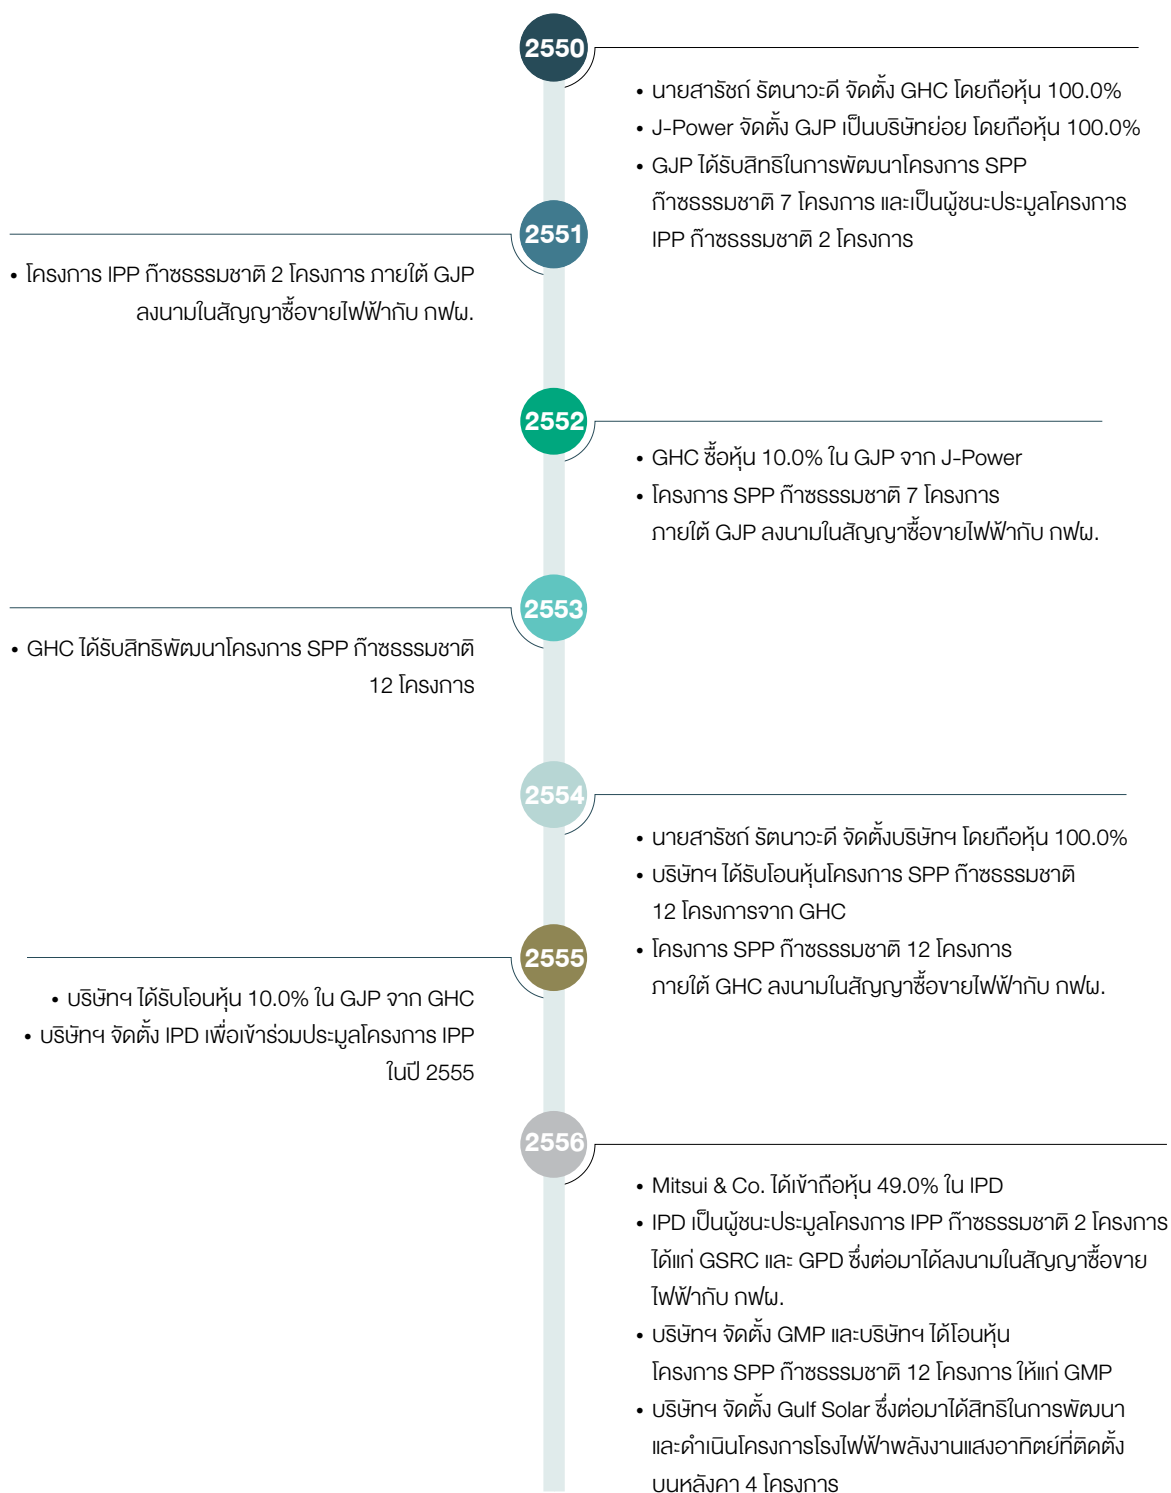 2550
• นายสารัชถ์ รัตนาวะดี จัดตั้ง GHC โดยถือหุ้น 100.0%
• J-Power จัดตั้ง GJP เป็นบริษัทย่อย โดยถือหุ้น 100.0%
• GJP ได้รับสิทธิในการพัฒนาโครงการ SPP
ก๊าซธรรมชาติ 7 โครงการ และเป็นผู้ชนะประมูลโครงการ
IPP ก๊าซธรรมชาติ 2 โครงการ
2551
• โครงการ IPP ก๊าซธรรมชาติ 2 โครงการ ภายใต้ GJP
ลงนามในสัญญาซื้อขายไฟฟ้ากับ กฟผ.
2552
• GHC ซื้อหุ้น 10.0% ใน GJP จาก J-Power
• โครงการ SPP ก๊าซธรรมชาติ 7 โครงการ
ภายใต้ GJP ลงนามในสัญญาซื้อขายไฟฟ้ากับ กฟผ.
2553
• GHC ได้รับสิทธิพัฒนาโครงการ SPP ก๊าซธรรมชาติ
12 โครงการ
2554
• นายสารัชถ์ รัตนาวะดี จัดตั้งบริษัทฯ โดยถือหุ้น 100.0%
• บริษัทฯ ได้รับโอนหุ้นโครงการ SPP ก๊าซธรรมชาติ
12 โครงการจาก GHC
• โครงการ SPP ก๊าซธรรมชาติ 12 โครงการ
ภายใต้ GHC ลงนามในสัญญาซื้อขายไฟฟ้ากับ กฟผ.
2555
• บริษัทฯ ได้รับโอนหุ้น 10.0% ใน GJP จาก GHC
• บริษัทฯ จัดตั้ง IPD เพื่อเข้าร่วมประมูลโครงการ IPP
ในปี 2555
2556
• Mitsui & Co. ได้เข้าถือหุ้น 49.0% ใน IPD
• IPD เป็นผู้ชนะประมูลโครงการ IPP ก๊าซธรรมชาติ 2 โครงการ
ได้แก่ GSRC และ GPD ซึ่งต่อมาได้ลงนามในสัญญาซื้อขาย
ไฟฟ้ากับ กฟผ.
• บริษัทฯ จัดตั้ง GMP และบริษัทฯ ได้โอนหุ้น
โครงการ SPP ก๊าซธรรมชาติ 12 โครงการ ให้แก่ GMP
• บริษัทฯ จัดตั้ง Gulf Solar ซึ่งต่อมาได้สิทธิในการพัฒนา
และดำเนินโครงการโรงไฟฟ้าพลังงานแสงอาทิตย์ที่ติดตั้ง
บนหลังคา 4 โครงการ